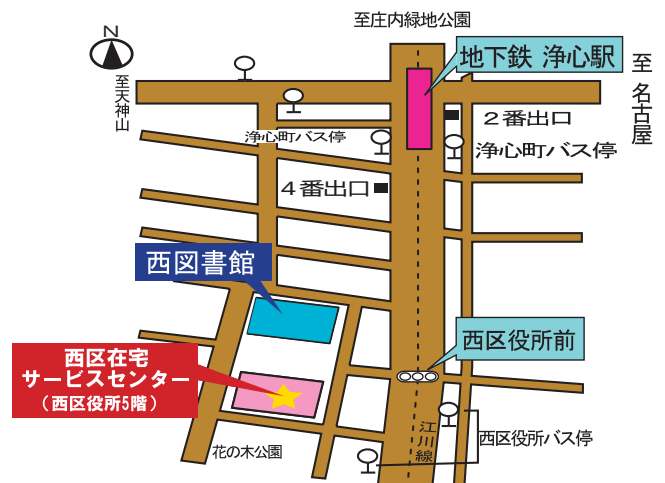 至庄内緑地公園
N
地下鉄 浄心駅
至 名古屋
至天神山
2番出口
浄心町バス停
浄心町バス停
4番出口
西図書館
西区役所前
西区在宅
サービスセンター
(西区役所5階)
江川線
西区役所バス停
花の木公園